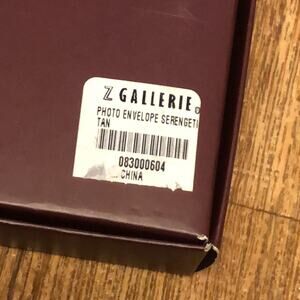 Z GALLERIE®
PHOTO ENVELOPE SERENGETI
TAN
083000604
CHINA